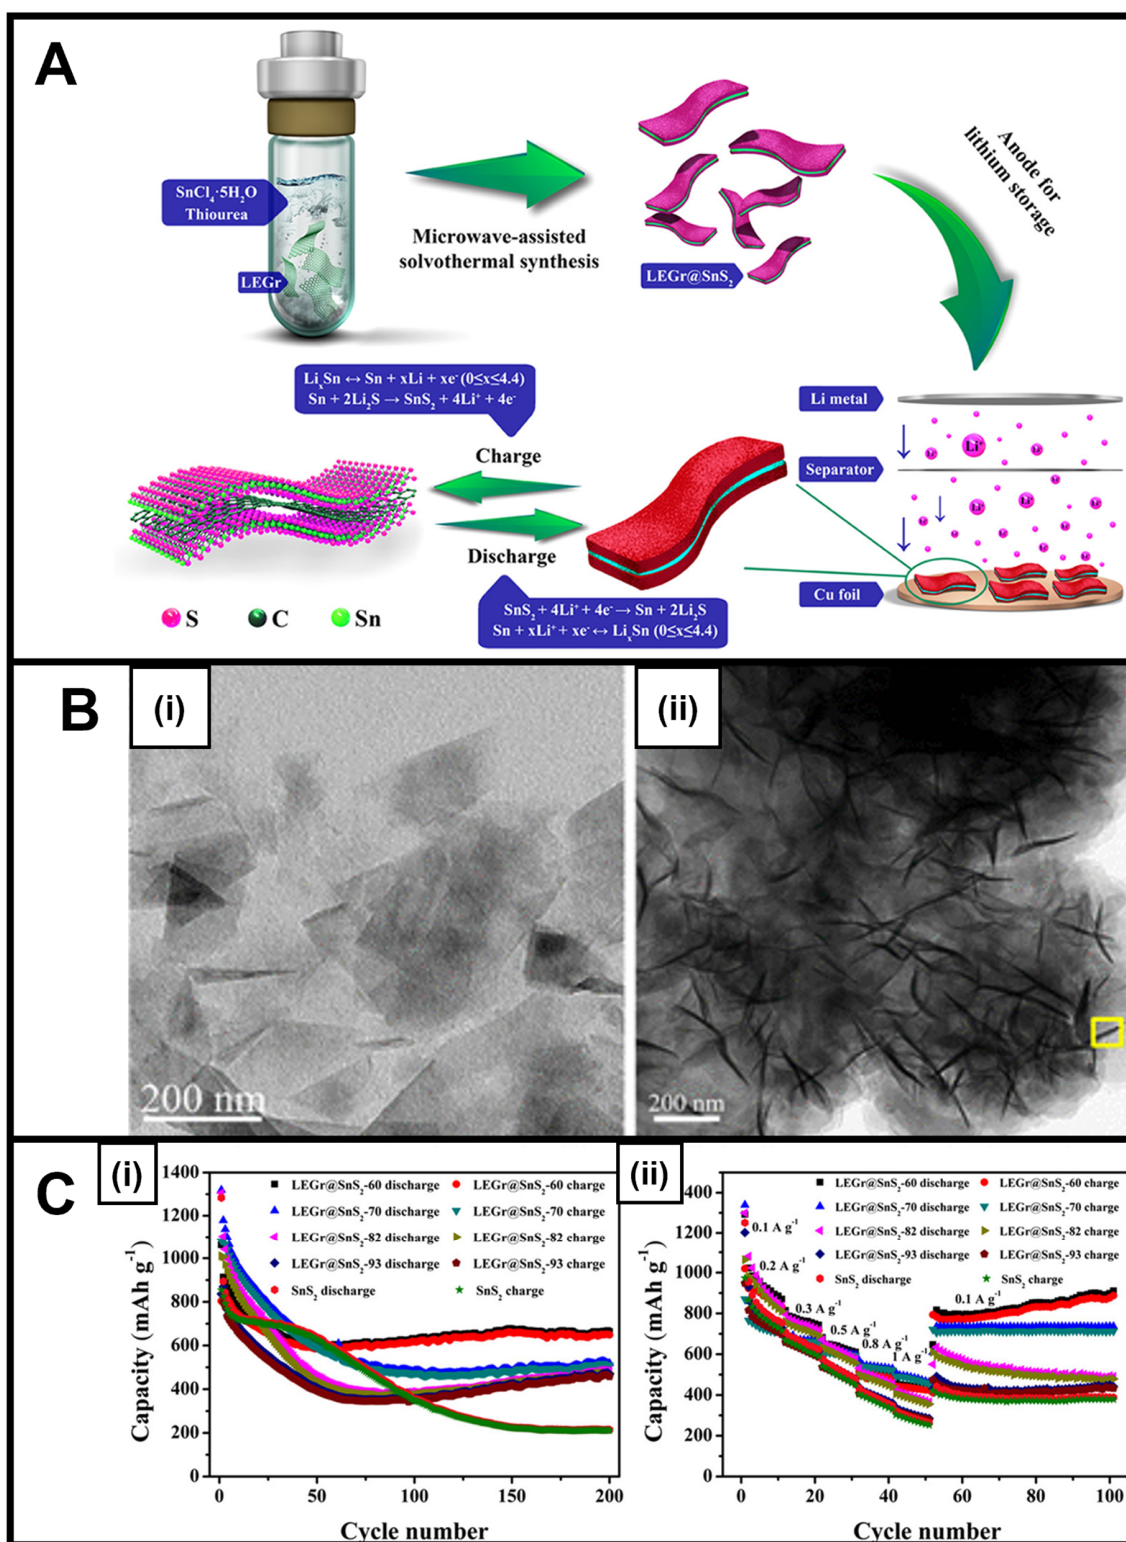 A
SnCl₄·5H₂O
Thiourea
LEGr
Microwave-assisted
solvothermal synthesis
LEGr@SnS₂
Anode for
lithium storage
LiₓSn ↔ Sn + xLi + xe⁻ (0≤x≤4.4)
Sn + 2Li₂S → SnS₂ + 4Li⁺ + 4e⁻
Charge
Discharge
SnS₂ + 4Li⁺ + 4e⁻ → Sn + 2Li₂S
Sn + xLi⁺ + xe⁻ ↔ LiₓSn (0≤x≤4.4)
S
C
Sn
Li metal
Li⁺
Separator
Cu foil
B
(i)
200 nm
(ii)
200 nm
C
(i)
Capacity (mAh g⁻¹)
1400
1200
1000
800
600
400
200
0
LEGr@SnS₂-60 discharge
LEGr@SnS₂-60 charge
LEGr@SnS₂-70 discharge
LEGr@SnS₂-70 charge
LEGr@SnS₂-82 discharge
LEGr@SnS₂-82 charge
LEGr@SnS₂-93 discharge
LEGr@SnS₂-93 charge
SnS₂ discharge
SnS₂ charge
0 50 100 150 200
Cycle number
(ii)
Capacity (mAh g⁻¹)
1400
1200
1000
800
600
400
200
0
LEGr@SnS₂-60 discharge
LEGr@SnS₂-60 charge
LEGr@SnS₂-70 discharge
LEGr@SnS₂-70 charge
LEGr@SnS₂-82 discharge
LEGr@SnS₂-82 charge
LEGr@SnS₂-93 discharge
LEGr@SnS₂-93 charge
SnS₂ discharge
SnS₂ charge
0.1 A g⁻¹
0.2 A g⁻¹
0.3 A g⁻¹
0.5 A g⁻¹
0.8 A g⁻¹
1 A g⁻¹
0.1 A g⁻¹
0 20 40 60 80 100
Cycle number